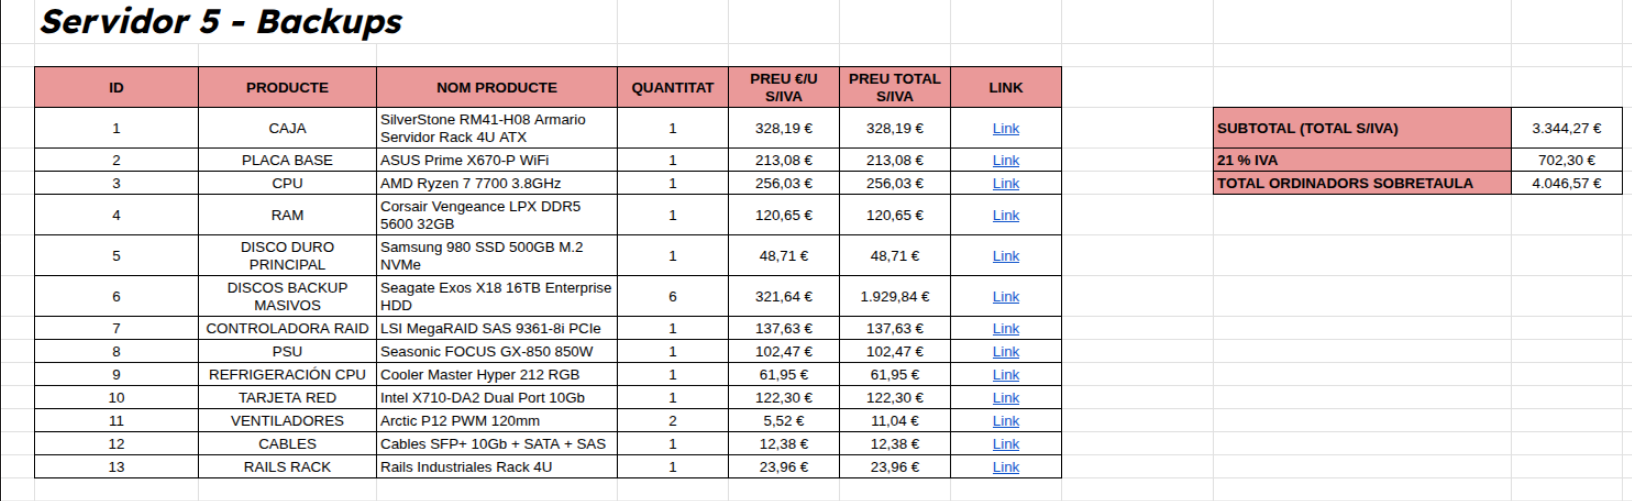 Servidor 5 - Backups
ID PRODUCTE NOM PRODUCTE QUANTITAT PREU €/U S/IVA PREU TOTAL S/IVA LINK
1 CAJA SilverStone RM41-H08 Armario Servidor Rack 4U ATX 1 328,19 € 328,19 € Link
2 PLACA BASE ASUS Prime X670-P WiFi 1 213,08 € 213,08 € Link
3 CPU AMD Ryzen 7 7700 3.8GHz 1 256,03 € 256,03 € Link
4 RAM Corsair Vengeance LPX DDR5 5600 32GB 1 120,65 € 120,65 € Link
5 DISCO DURO PRINCIPAL Samsung 980 SSD 500GB M.2 NVMe 1 48,71 € 48,71 € Link
6 DISCOS BACKUP MASIVOS Seagate Exos X18 16TB Enterprise HDD 6 321,64 € 1.929,84 € Link
7 CONTROLADORA RAID LSI MegaRAID SAS 9361-8i PCIe 1 137,63 € 137,63 € Link
8 PSU Seasonic FOCUS GX-850 850W 1 102,47 € 102,47 € Link
9 REFRIGERACIÓN CPU Cooler Master Hyper 212 RGB 1 61,95 € 61,95 € Link
10 TARJETA RED Intel X710-DA2 Dual Port 10Gb 1 122,30 € 122,30 € Link
11 VENTILADORES Arctic P12 PWM 120mm 2 5,52 € 11,04 € Link
12 CABLES Cables SFP+ 10Gb + SATA + SAS 1 12,38 € 12,38 € Link
13 RAILS RACK Rails Industriales Rack 4U 1 23,96 € 23,96 € Link
SUBTOTAL (TOTAL S/IVA) 3.344,27 €
21 % IVA 702,30 €
TOTAL ORDINADORS SOBRETAULA 4.046,57 €